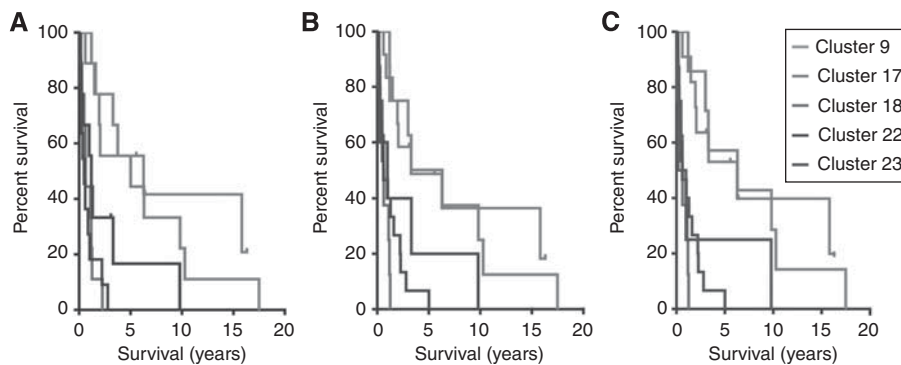 A
B
C
Percent survival
100
80
60
40
20
0
0 5 10 15 20
Survival (years)
Percent survival
100
80
60
40
20
0
0 5 10 15 20
Survival (years)
Percent survival
100
80
60
40
20
0
0 5 10 15 20
Survival (years)
Cluster 9
Cluster 17
Cluster 18
Cluster 22
Cluster 23